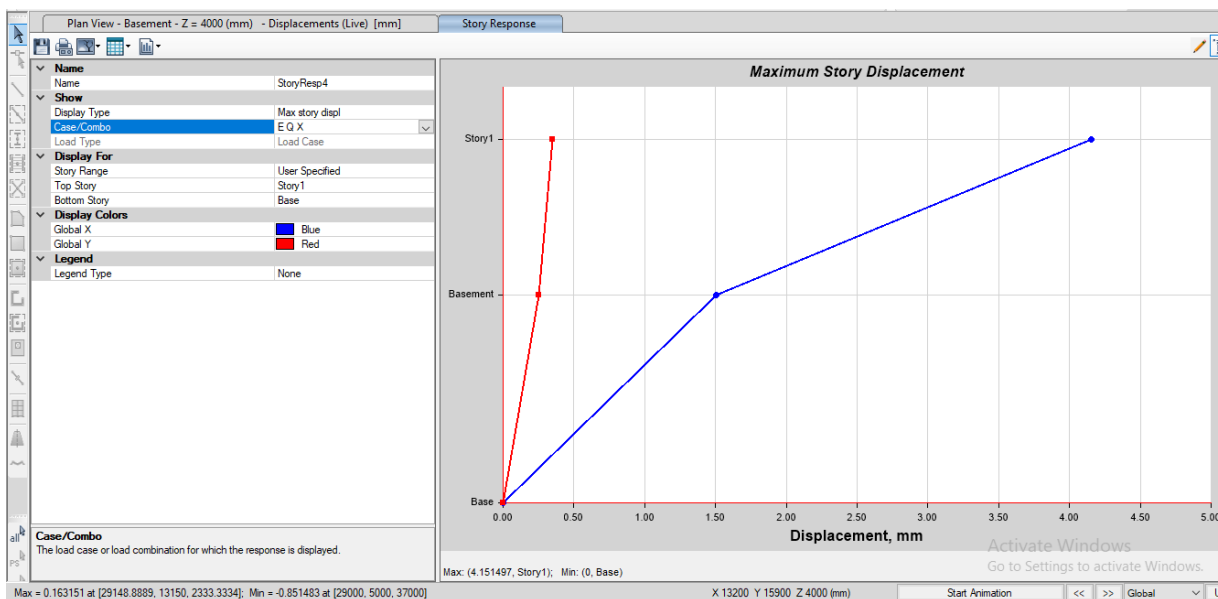 Plan View - Basement - Z = 4000 (mm) - Displacements (Live) [mm]
Story Response
Name
Name StoryResp4
Show
Display Type Max story displ
Case/Combo E Q X
Load Type Load Case
Display For
Story Range User Specified
Top Story Story1
Bottom Story Base
Display Colors
Global X Blue
Global Y Red
Legend
Legend Type None
Maximum Story Displacement
Story1
Basement
Base
0.00 0.50 1.00 1.50 2.00 2.50 3.00 3.50 4.00 4.50 5.00
Displacement, mm
Activate Windows
Go to Settings to activate Windows.
Max: (4.151497, Story1); Min: (0, Base)
all
PS
Case/Combo
The load case or load combination for which the response is displayed.
Max = 0.163151 at [29148.8889, 13150, 2333.3334]; Min = -0.851483 at [29000, 5000, 37000]
X 13200 Y 15900 Z 4000 (mm)
Start Animation
<< >>
Global